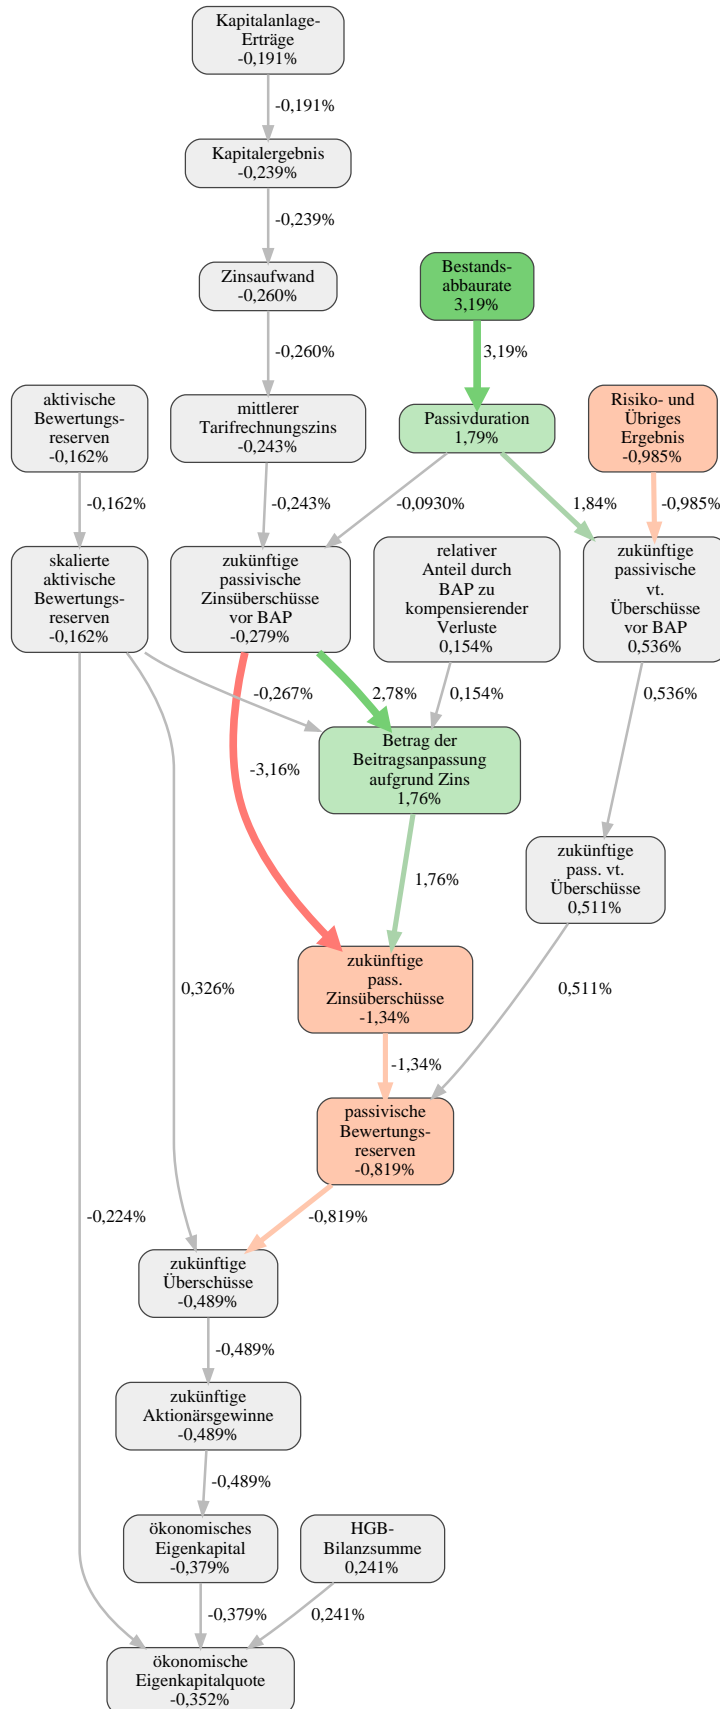 Kapitalanlage-
Erträge
-0,191%
-0,191%
Kapitalergebnis
-0,239%
-0,239%
Zinsaufwand
-0,260%
Bestands-
abbaurate
3,19%
-0,260%
3,19%
aktivische
Bewertungs-
reserven
-0,162%
mittlerer
Tarifrechnungszins
-0,243%
Passivduration
1,79%
Risiko- und
Übriges
Ergebnis
-0,985%
-0,162%
-0,243%
-0,0930%
1,84%
-0,985%
skalierte
aktivische
Bewertungs-
reserven
-0,162%
zukünftige
passivische
Zinsüberschüsse
vor BAP
-0,279%
relativer
Anteil durch
BAP zu
kompensierender
Verluste
0,154%
zukünftige
passivische
vt.
Überschüsse
vor BAP
0,536%
-0,267%
2,78%
0,154%
0,536%
Betrag der
Beitragsanpassung
aufgrund Zins
1,76%
-3,16%
zukünftige
pass. vt.
Überschüsse
0,511%
1,76%
zukünftige
pass.
Zinsüberschüsse
-1,34%
0,326%
0,511%
-1,34%
passivische
Bewertungs-
reserven
-0,819%
-0,224%
-0,819%
zukünftige
Überschüsse
-0,489%
-0,489%
zukünftige
Aktionärsgewinne
-0,489%
-0,489%
ökonomisches
Eigenkapital
-0,379%
HGB-
Bilanzsumme
0,241%
-0,379%
0,241%
ökonomische
Eigenkapitalquote
-0,352%